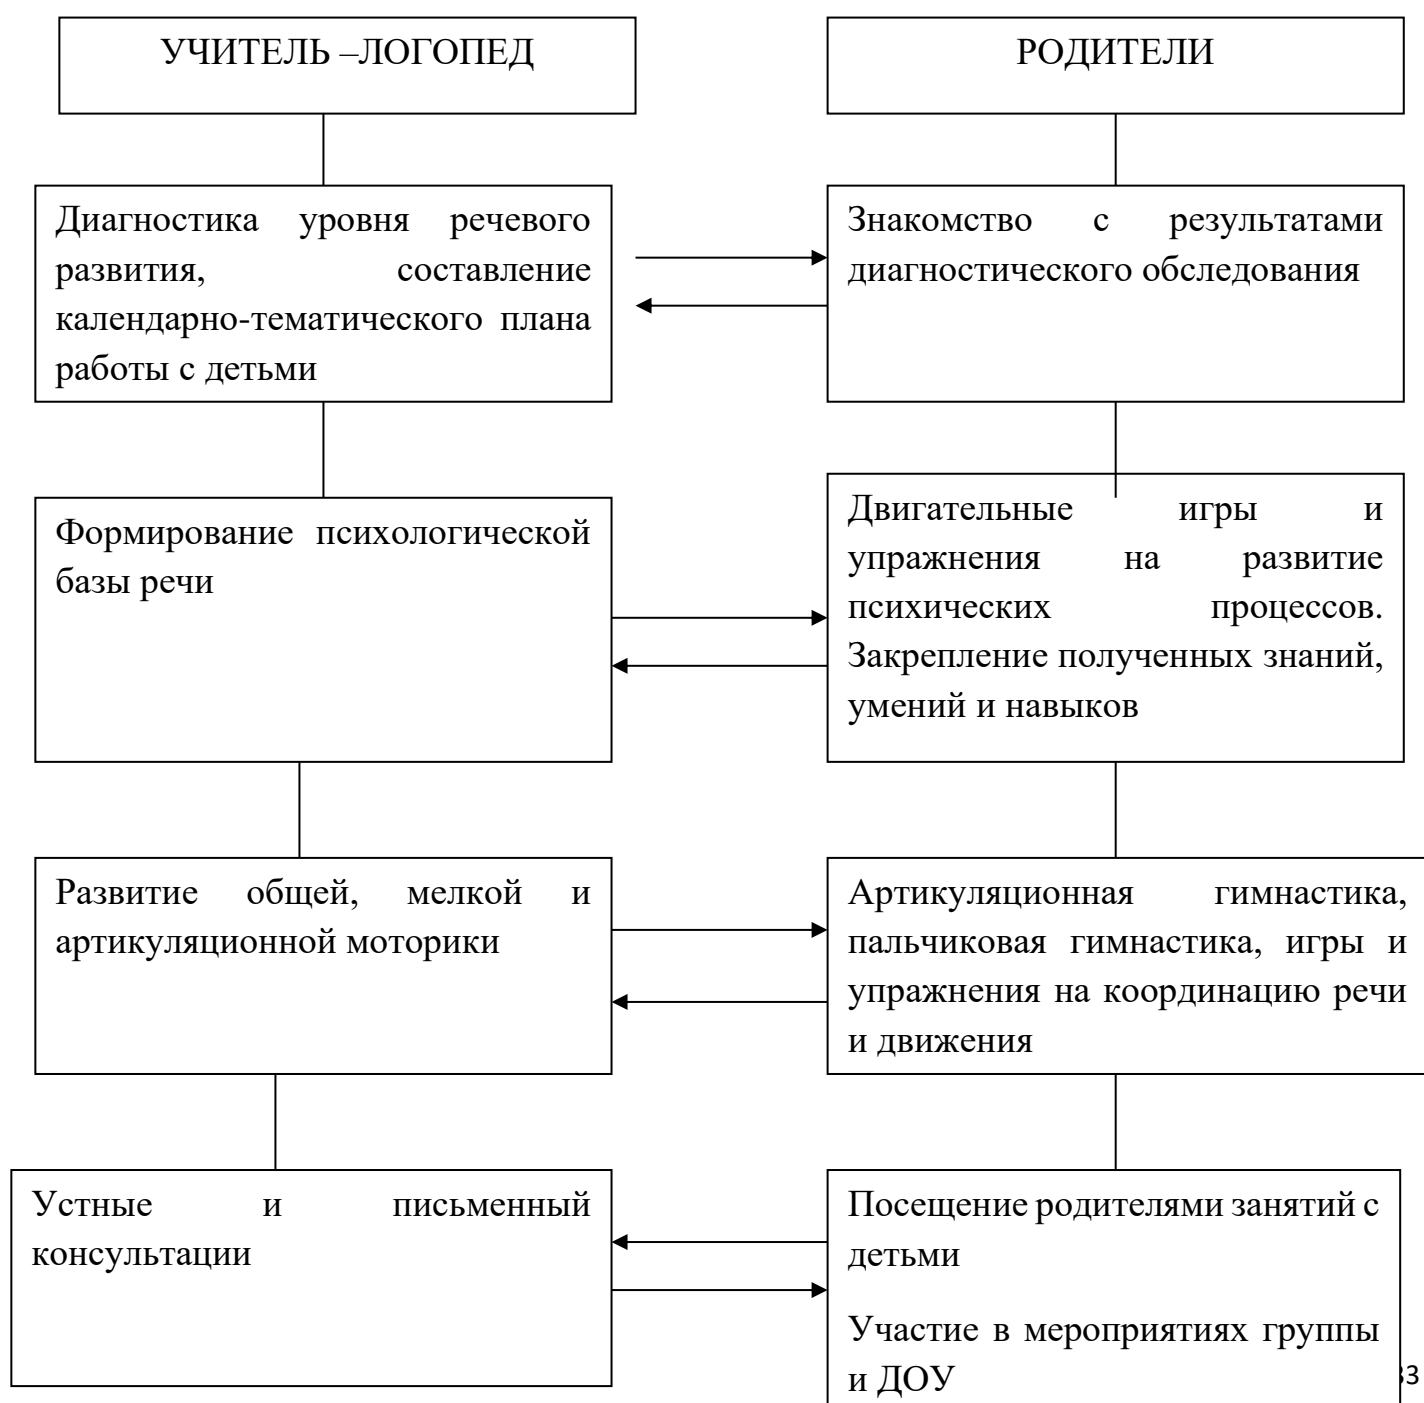 УЧИТЕЛЬ –ЛОГОПЕД
РОДИТЕЛИ
Диагностика уровня речевого
развития, составление
календарно-тематического плана
работы с детьми
Знакомство с результатами
диагностического обследования
Формирование психологической
базы речи
Двигательные игры и
упражнения на развитие
психических процессов.
Закрепление полученных знаний,
умений и навыков
Развитие общей, мелкой и
артикуляционной моторики
Артикуляционная гимнастика,
пальчиковая гимнастика, игры и
упражнения на координацию речи
и движения
Устные и письменный
консультации
Посещение родителями занятий с
детьми
Участие в мероприятиях группы
и ДОУ